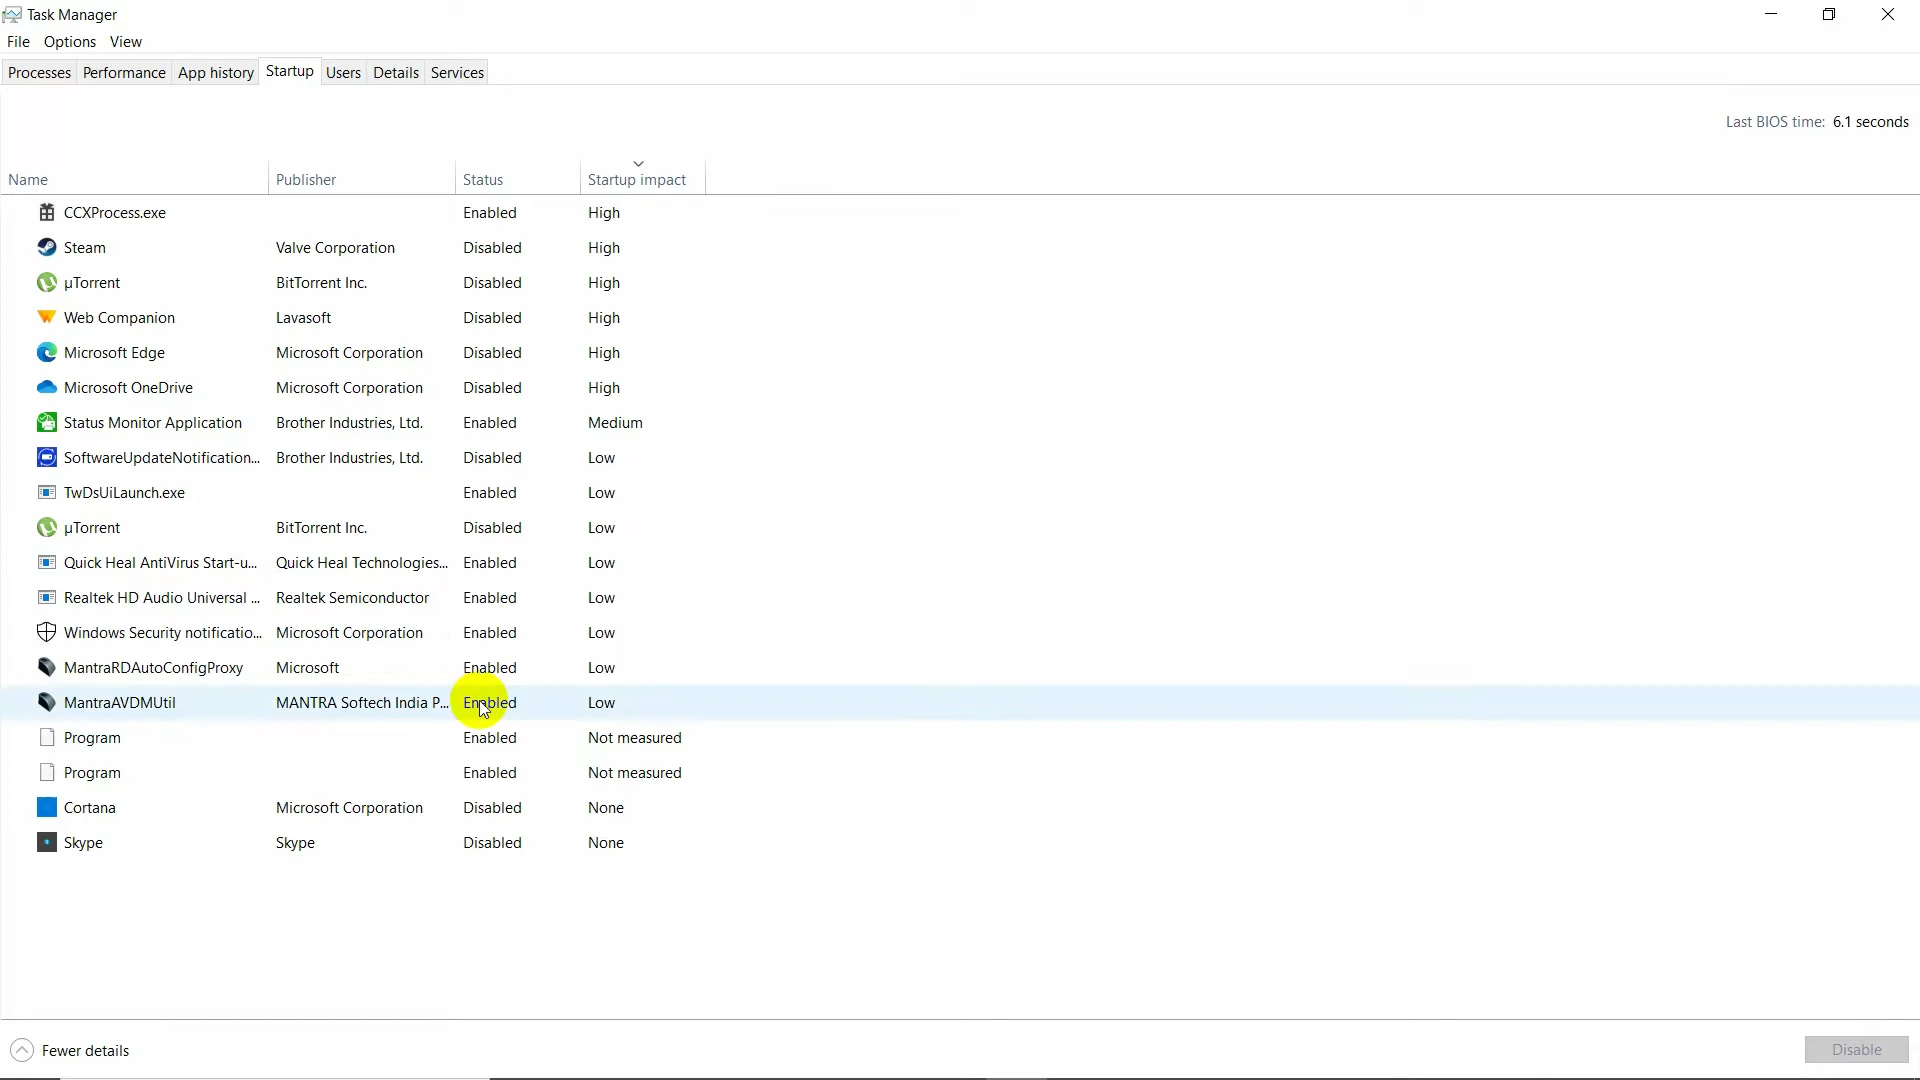 Task Manager
File Options View
Processes Performance App history Startup Users Details Services
Last BIOS time: 6.1 seconds
Name Publisher Status Startup impact
CCXProcess.exe Enabled High
Steam Valve Corporation Disabled High
µTorrent BitTorrent Inc. Disabled High
Web Companion Lavasoft Disabled High
Microsoft Edge Microsoft Corporation Disabled High
Microsoft OneDrive Microsoft Corporation Disabled High
Status Monitor Application Brother Industries, Ltd. Enabled Medium
SoftwareUpdateNotification... Brother Industries, Ltd. Disabled Low
TwDsUiLaunch.exe Enabled Low
µTorrent BitTorrent Inc. Disabled Low
Quick Heal AntiVirus Start-u... Quick Heal Technologies... Enabled Low
Realtek HD Audio Universal ... Realtek Semiconductor Enabled Low
Windows Security notificatio... Microsoft Corporation Enabled Low
MantraRDAutoConfigProxy Microsoft Enabled Low
MantraAVDMUtil MANTRA Softech India P... Enabled Low
Program Enabled Not measured
Program Enabled Not measured
Cortana Microsoft Corporation Disabled None
Skype Skype Disabled None
Fewer details Disable